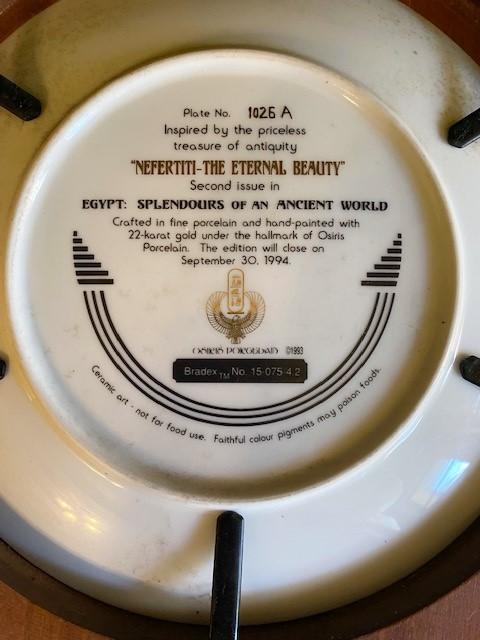 Plate No. 1026 A
Inspired by the priceless
treasure of antiquity
"NEFERTITI-THE ETERNAL BEAUTY"
Second issue in
EGYPT: SPLENDOURS OF AN ANCIENT WORLD
Crafted in fine porcelain and hand-painted with
22-karat gold under the hallmark of Osiris
Porcelain. The edition will close on
September 30, 1994.
OSIRIS PORCELAIN ©1993
Bradex TM No. 15-075-4.2
Ceramic art - not for food use. Faithful colour pigments may poison foods.